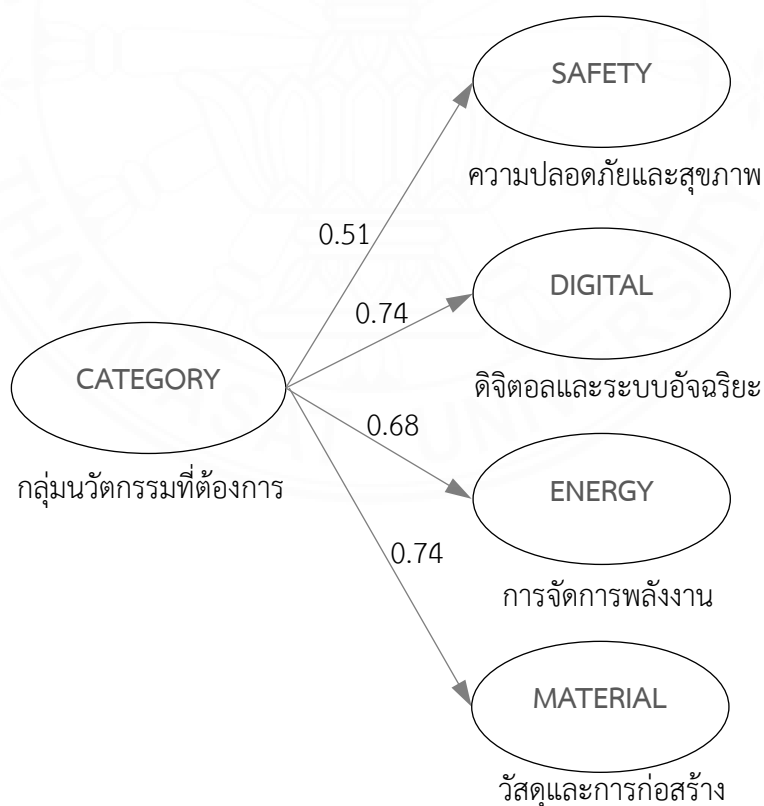 SAFETY
ความปลอดภัยและสุขภาพ
0.51
DIGITAL
0.74
ดิจิตอลและระบบอัจฉริยะ
CATEGORY
0.68
กลุ่มนวัตกรรมที่ต้องการ
ENERGY
0.74
การจัดการพลังงาน
MATERIAL
วัสดุและการก่อสร้าง